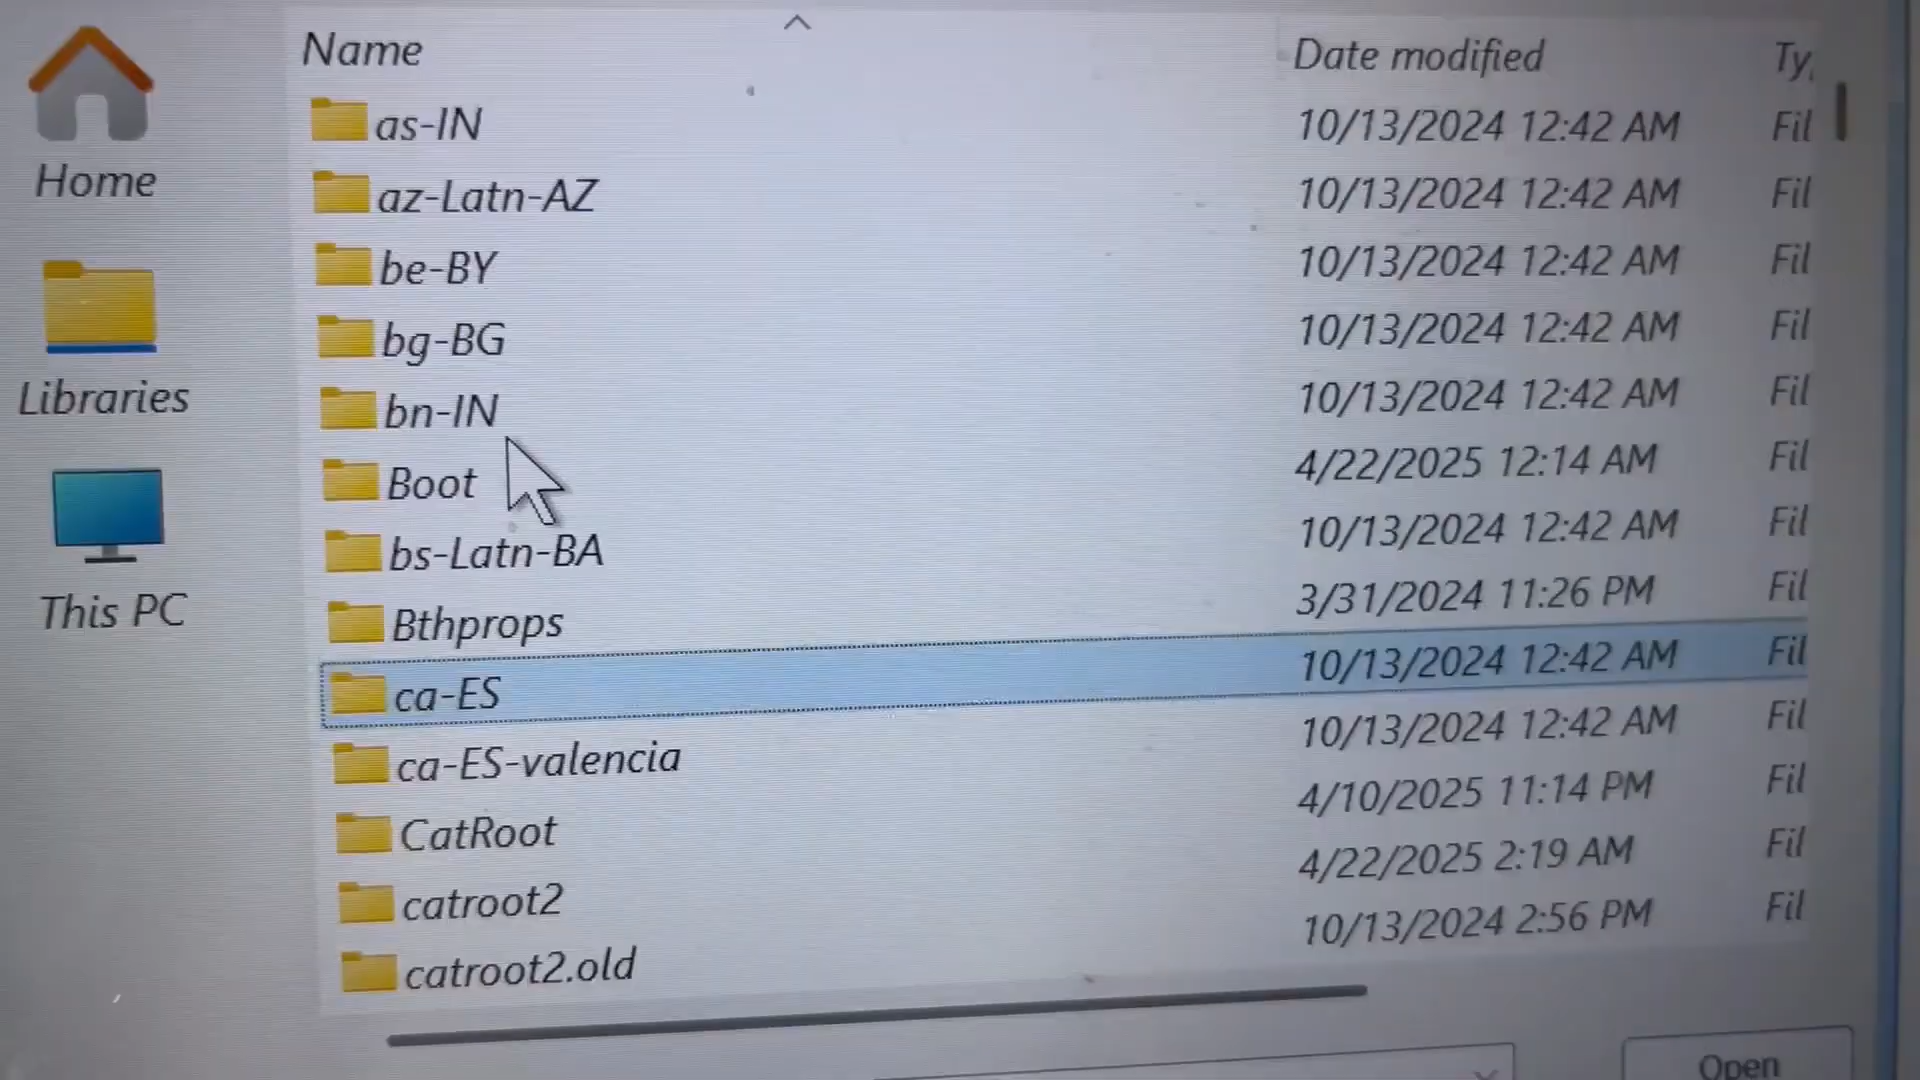 Name Date modified Ty
Home
Libraries
This PC
as-IN 10/13/2024 12:42 AM Fil
az-Latn-AZ 10/13/2024 12:42 AM Fil
be-BY 10/13/2024 12:42 AM Fil
bg-BG 10/13/2024 12:42 AM Fil
bn-IN 10/13/2024 12:42 AM Fil
Boot 4/22/2025 12:14 AM Fil
bs-Latn-BA 10/13/2024 12:42 AM Fil
Bthprops 3/31/2024 11:26 PM Fil
ca-ES 10/13/2024 12:42 AM Fil
ca-ES-valencia 10/13/2024 12:42 AM Fil
CatRoot 4/10/2025 11:14 PM Fil
catroot2 4/22/2025 2:19 AM Fil
catroot2.old 10/13/2024 2:56 PM Fil
Open